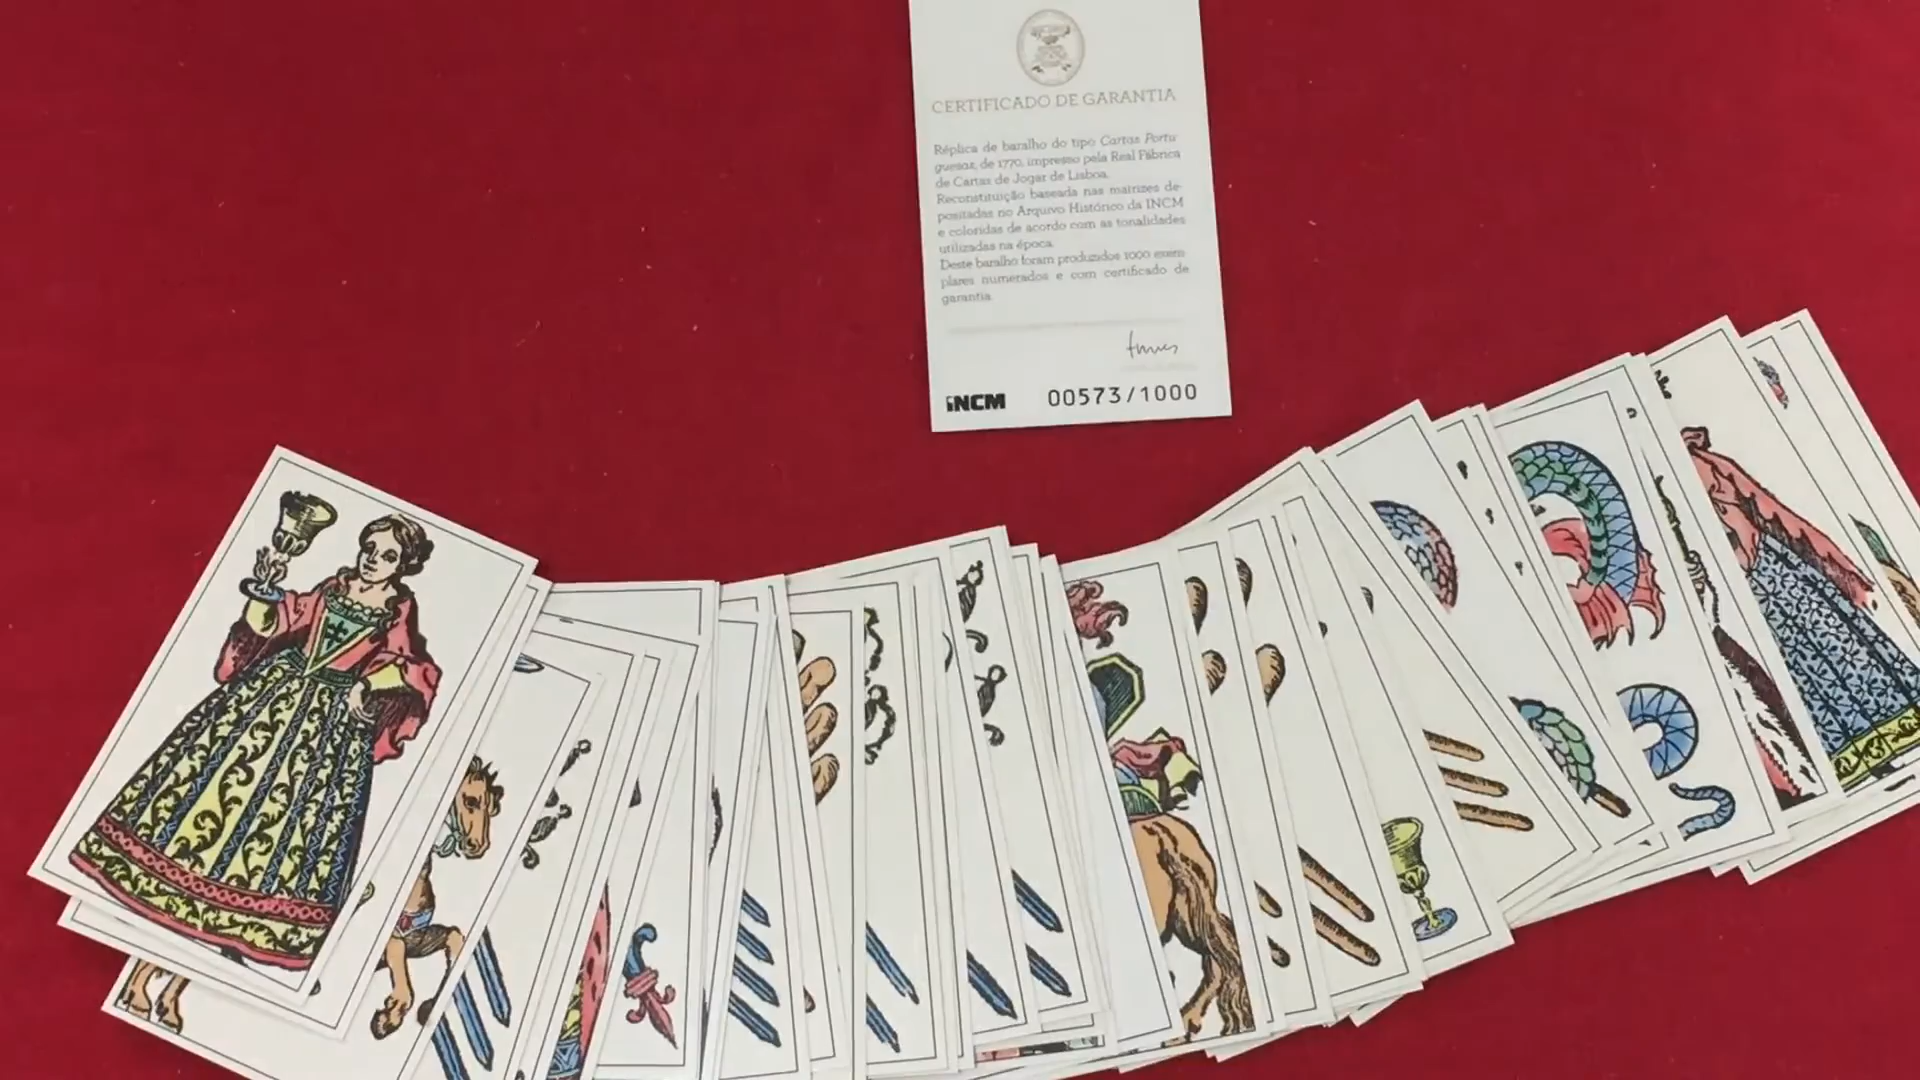 CERTIFICADO DE GARANTIA
Réplica de baralho do tipo Cartas Portu-
guesas, de 1770, impresso pela Real Fábrica
de Cartas de Jogar de Lisboa.
Reconstituição baseada nas matrizes de-
positadas no Arquivo Histórico da INCM
e coloridas de acordo com as tonalidades
utilizadas na época.
Deste baralho foram produzidos 1000 exem-
plares numerados e com certificado de
garantia.
INCM 00573/1000